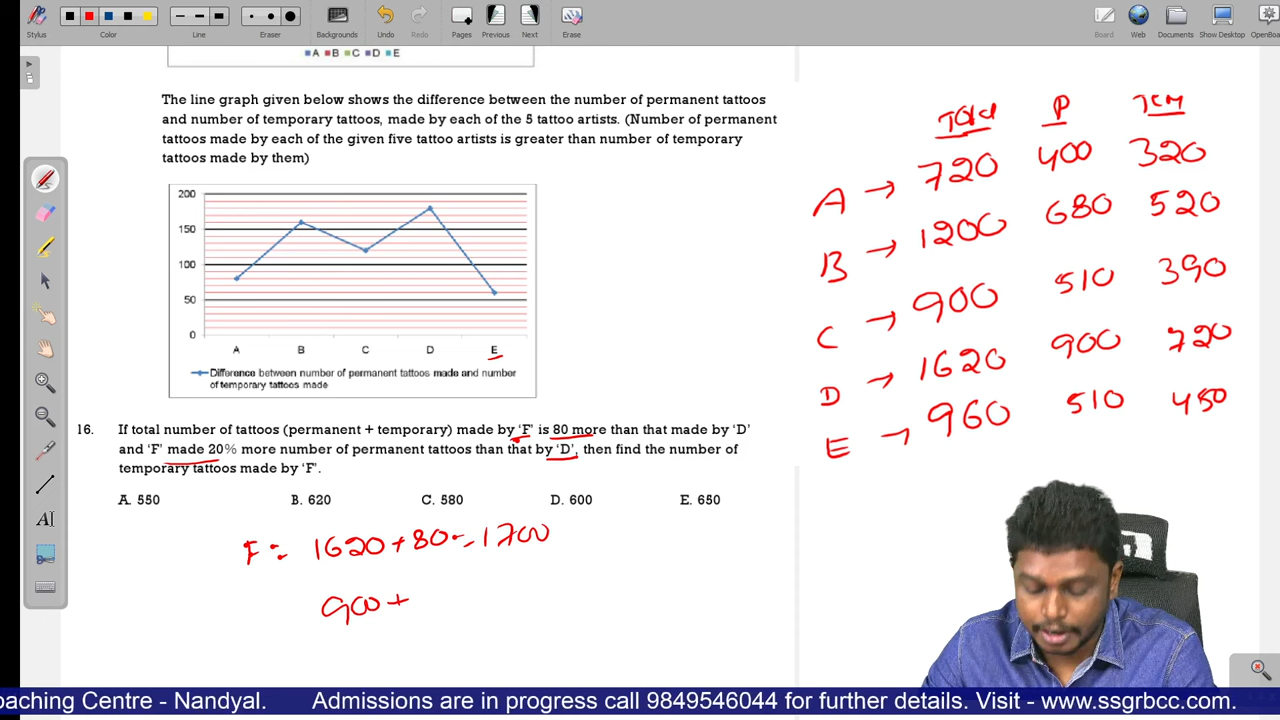 Stylus
Color
Line
Eraser
Backgrounds
Undo
Redo
Pages
Previous
Next
Erase
Board
Web
Documents
Show Desktop
OpenBoa
A B C D E
The line graph given below shows the difference between the number of permanent tattoos
and number of temporary tattoos, made by each of the 5 tattoo artists. (Number of permanent
tattoos made by each of the given five tattoo artists is greater than number of temporary
tattoos made by them)
200
150
100
50
0
A B C D E
Difference between number of permanent tattoos made and number
of temporary tattoos made
Total P Tem
A → 720 400 320
B → 1200 680 520
C → 900 510 390
D → 1620 900 720
E → 960 510 450
16. If total number of tattoos (permanent + temporary) made by ‘F’ is 80 more than that made by ‘D’
and ‘F’ made 20% more number of permanent tattoos than that by ‘D’, then find the number of
temporary tattoos made by ‘F’.
A. 550 B. 620 C. 580 D. 600 E. 650
F = 1620 + 80 = 1700
900 +
oaching Centre - Nandyal. Admissions are in progress call 9849546044 for further details. Visit - www.ssgrbcc.com.